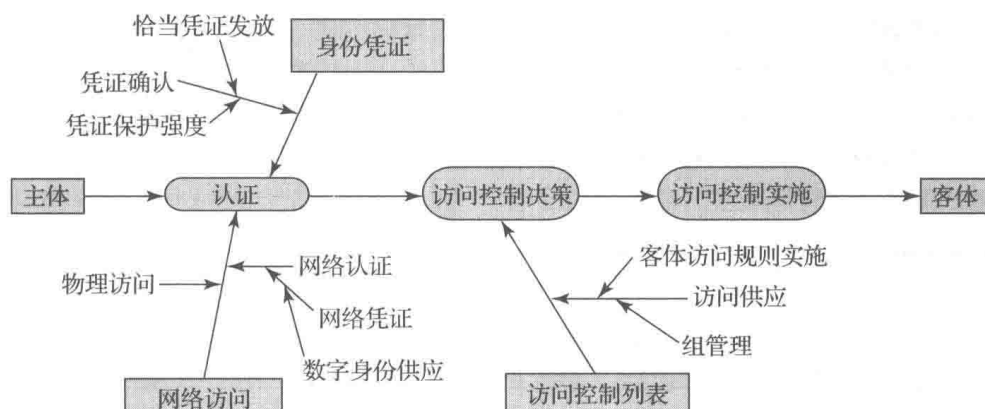 恰当凭证发放
身份凭证
凭证确认
凭证保护强度
主体
认证
访问控制决策
访问控制实施
客体
物理访问
网络认证
网络凭证
数字身份供应
网络访问
客体访问规则实施
访问供应
组管理
访问控制列表